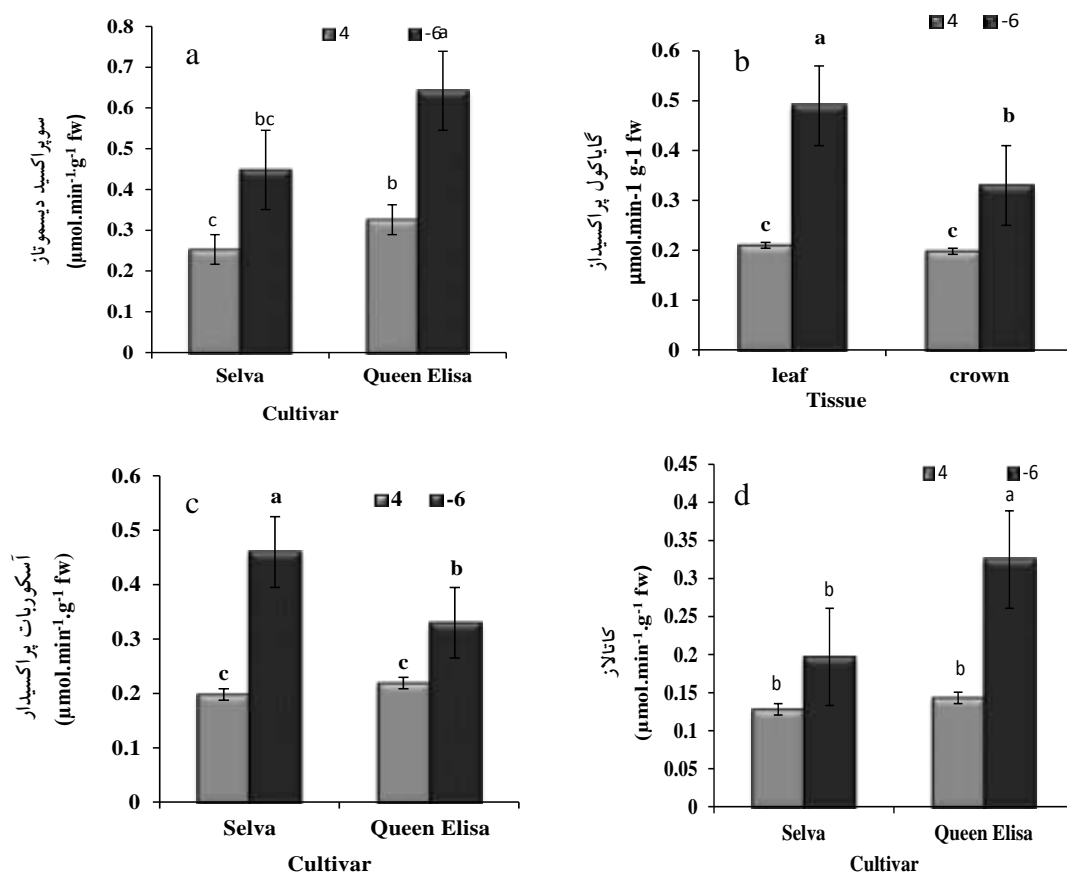 a
4 -6
سوپراکسید دیسموتاز
(µmol.min-1.g-1 fw)
0.8
0.7
0.6
0.5
0.4
0.3
0.2
0.1
0
c
bc
b
a
Selva Queen Elisa
Cultivar
b
4 -6
گایاکول پراکسیداز
µmol.min-1 g-1 fw
0.6
0.5
0.4
0.3
0.2
0.1
0
c
a
c
b
leaf crown
Tissue
c
4 -6
آسکوربات پراکسیدار
(µmol.min-1.g-1 fw)
0.6
0.5
0.4
0.3
0.2
0.1
0
c
a
c
b
Selva Queen Elisa
Cultivar
d
4 -6
کاتالاز
(µmol.min-1.g-1 fw)
0.45
0.4
0.35
0.3
0.25
0.2
0.15
0.1
0.05
0
b
b
b
a
Selva Queen Elisa
Cultivar